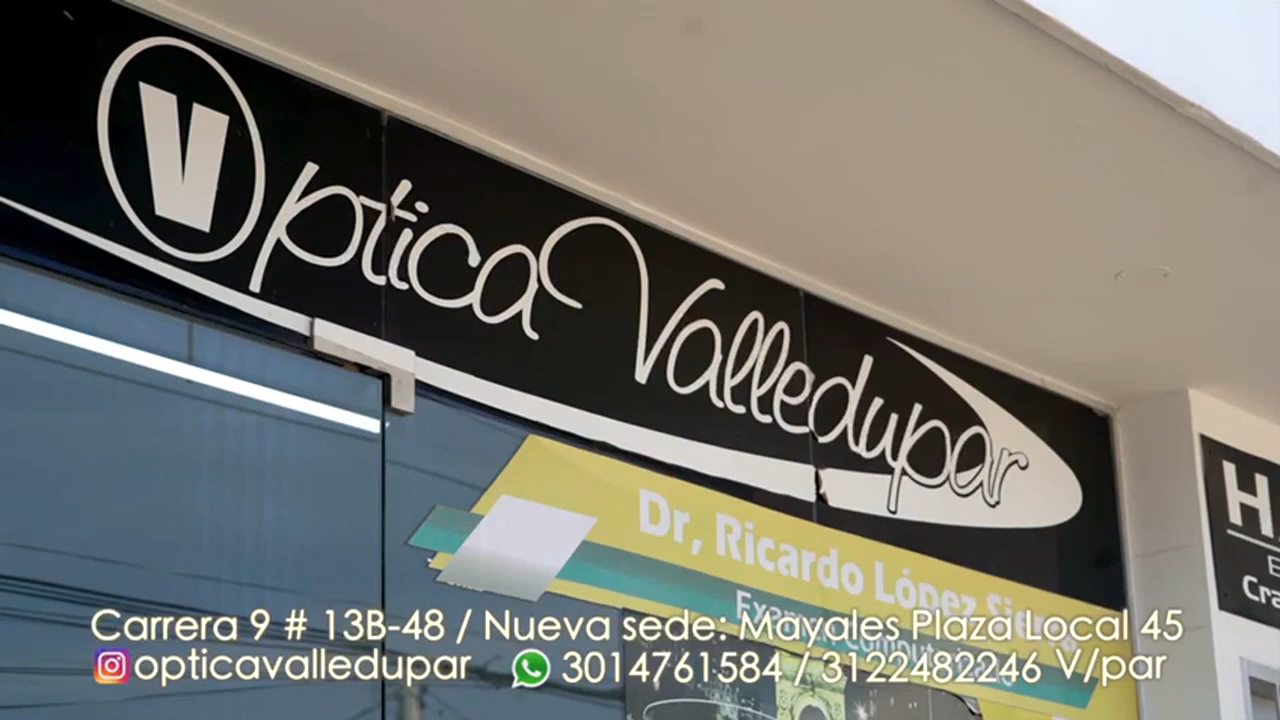 V
Optica Valledupar
Dr, Ricardo López
Carrera 9 # 13B-48 / Nueva sede: Mayales Plaza Local 45
opticavalledupar 3014761584 / 3122482246 V/par